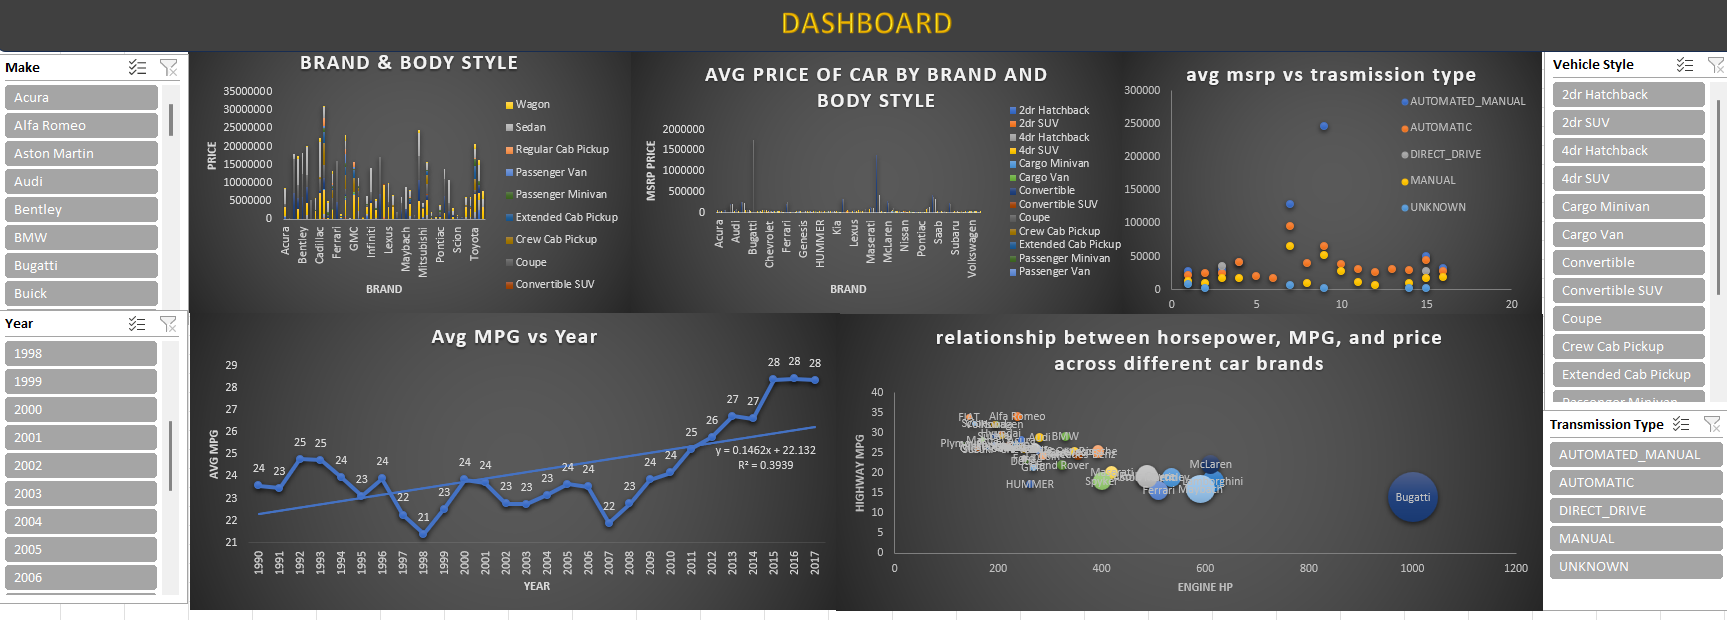 DASHBOARD
Make
Acura
Alfa Romeo
Aston Martin
Audi
Bentley
BMW
Bugatti
Buick
Year
1998
1999
2000
2001
2002
2003
2004
2005
2006
BRAND & BODY STYLE
35000000
30000000
25000000
20000000
15000000
10000000
5000000
0
PRICE
Acura
Bentley
Cadillac
Ferrari
GMC
Infiniti
Lexus
Maybach
Mitsubishi
Pontiac
Scion
Toyota
BRAND
Wagon
Sedan
Regular Cab Pickup
Passenger Van
Passenger Minivan
Extended Cab Pickup
Crew Cab Pickup
Coupe
Convertible SUV
AVG PRICE OF CAR BY BRAND AND
BODY STYLE
2000000
1500000
1000000
500000
0
MSRP PRICE
Acura
Audi
Bugatti
Chevrolet
Ferrari
Genesis
HUMMER
Kia
Lexus
Maserati
McLaren
Nissan
Pontiac
Saab
Subaru
Volkswagen
BRAND
2dr Hatchback
2dr SUV
4dr Hatchback
4dr SUV
Cargo Minivan
Cargo Van
Convertible
Convertible SUV
Coupe
Crew Cab Pickup
Extended Cab Pickup
Passenger Minivan
Passenger Van
avg msrp vs trasmission type
300000
250000
200000
150000
100000
50000
0
0 5 10 15 20
AUTOMATED_MANUAL
AUTOMATIC
DIRECT_DRIVE
MANUAL
UNKNOWN
Avg MPG vs Year
29
28
27
26
25
24
23
22
21
AVG MPG
24 23 25 25 24 23 24 22 21 23 24 24 23 23 23 24 24 22 23 24 24 25 26 27 27 28 28 28
y = 0.1462x + 22.132
R² = 0.3939
1990 1991 1992 1993 1994 1995 1996 1997 1998 1999 2000 2001 2002 2003 2004 2005 2006 2007 2008 2009 2010 2011 2012 2013 2014 2015 2016 2017
YEAR
relationship between horsepower, MPG, and price
across different car brands
40
35
30
25
20
15
10
5
0
HIGHWAY MPG
FIAT
Alfa Romeo
Hyundai
Audi
BMW
GMC
Land Rover
HUMMER
Maserati
Spyker
Ferrari
Maybach
McLaren
Lamborghini
Bugatti
0 200 400 600 800 1000 1200
ENGINE HP
Vehicle Style
2dr Hatchback
2dr SUV
4dr Hatchback
4dr SUV
Cargo Minivan
Cargo Van
Convertible
Convertible SUV
Coupe
Crew Cab Pickup
Extended Cab Pickup
Passenger Minivan
Transmission Type
AUTOMATED_MANUAL
AUTOMATIC
DIRECT_DRIVE
MANUAL
UNKNOWN